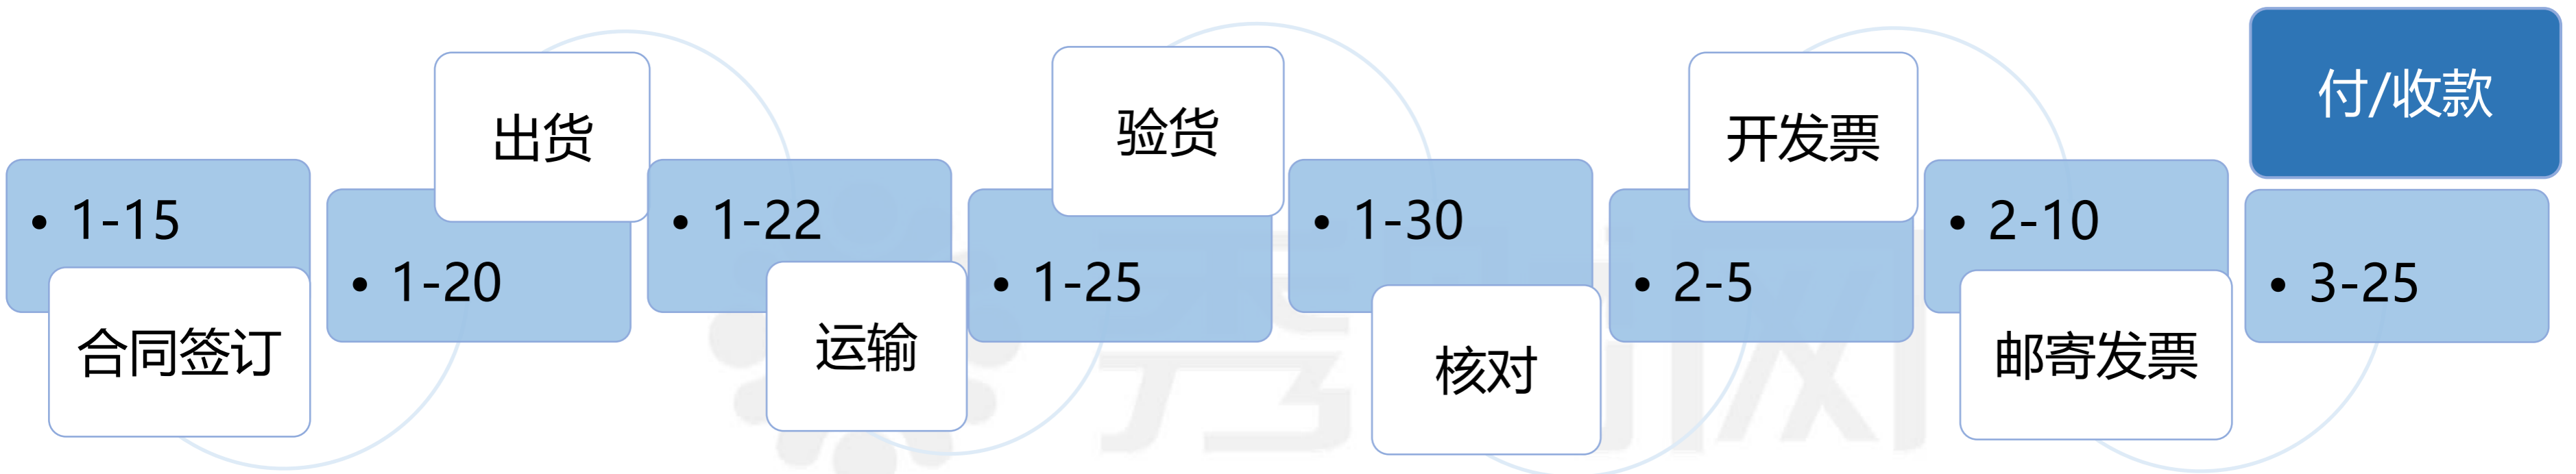 • 1-15
合同签订
出货
• 1-20
• 1-22
运输
验货
• 1-25
• 1-30
核对
开发票
• 2-5
• 2-10
邮寄发票
付/收款
• 3-25